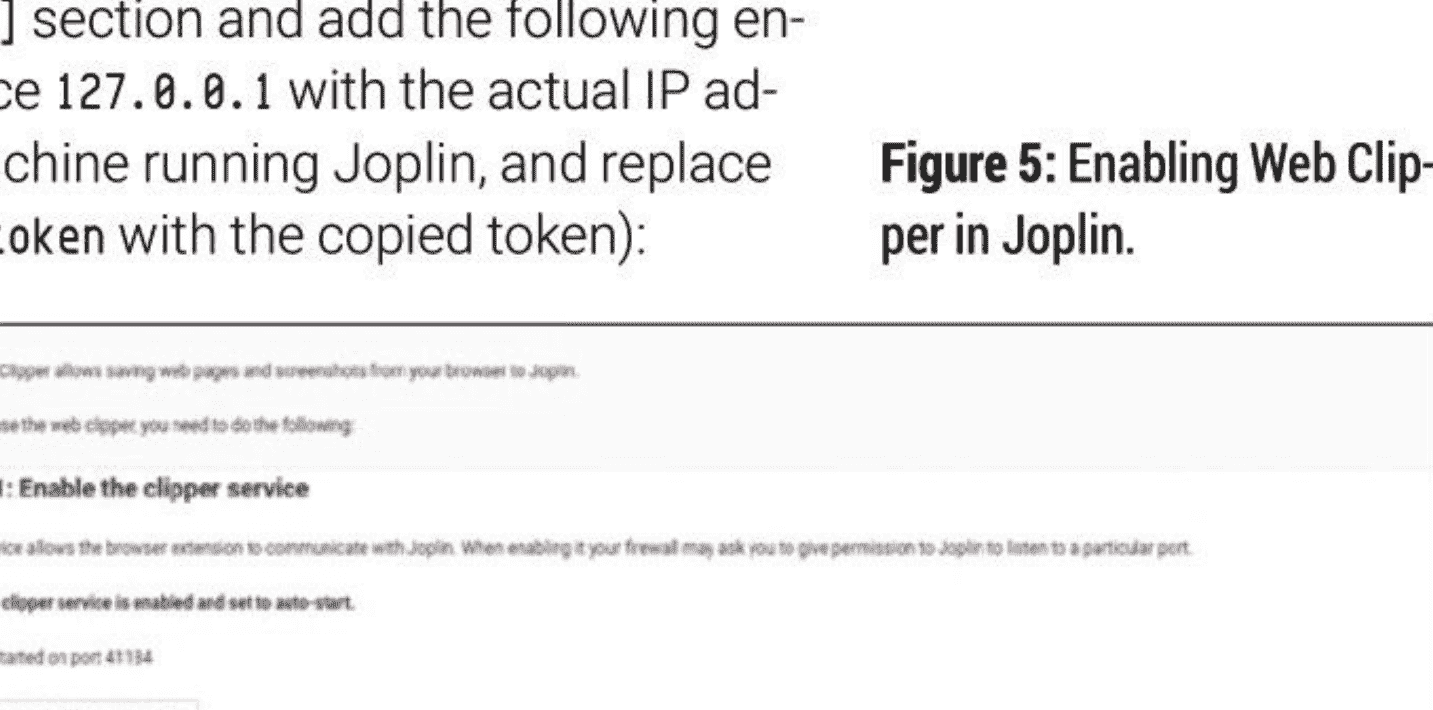 ] section and add the following en-
ce 127.0.0.1 with the actual IP ad-
chine running Joplin, and replace
token with the copied token):
Figure 5: Enabling Web Clip-
per in Joplin.
Clipper allows saving web pages and screenshots from your browser to Joplin.
se the web clipper, you need to do the following:
1: Enable the clipper service
ice allows the browser extension to communicate with Joplin. When enabling it your firewall may ask you to give permission to Joplin to listen to a particular port.
clipper service is enabled and set to auto-start.
tarted on port 41184